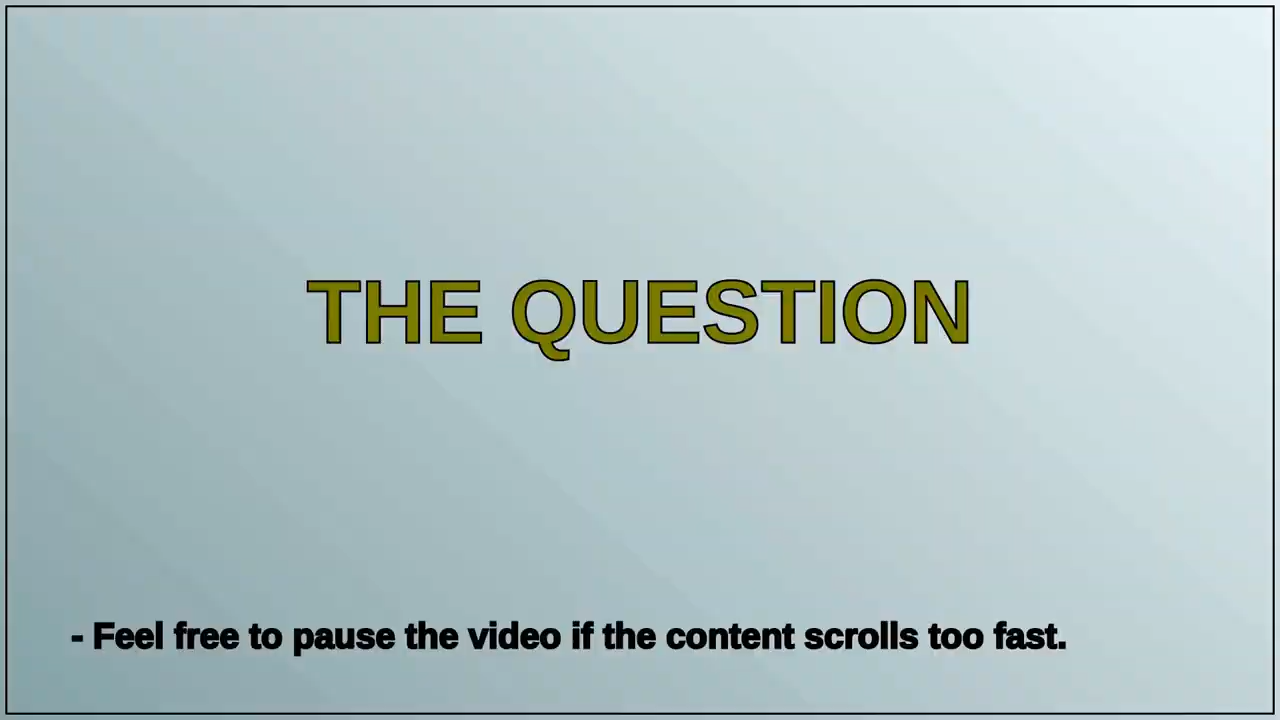 THE QUESTION
- Feel free to pause the video if the content scrolls too fast.